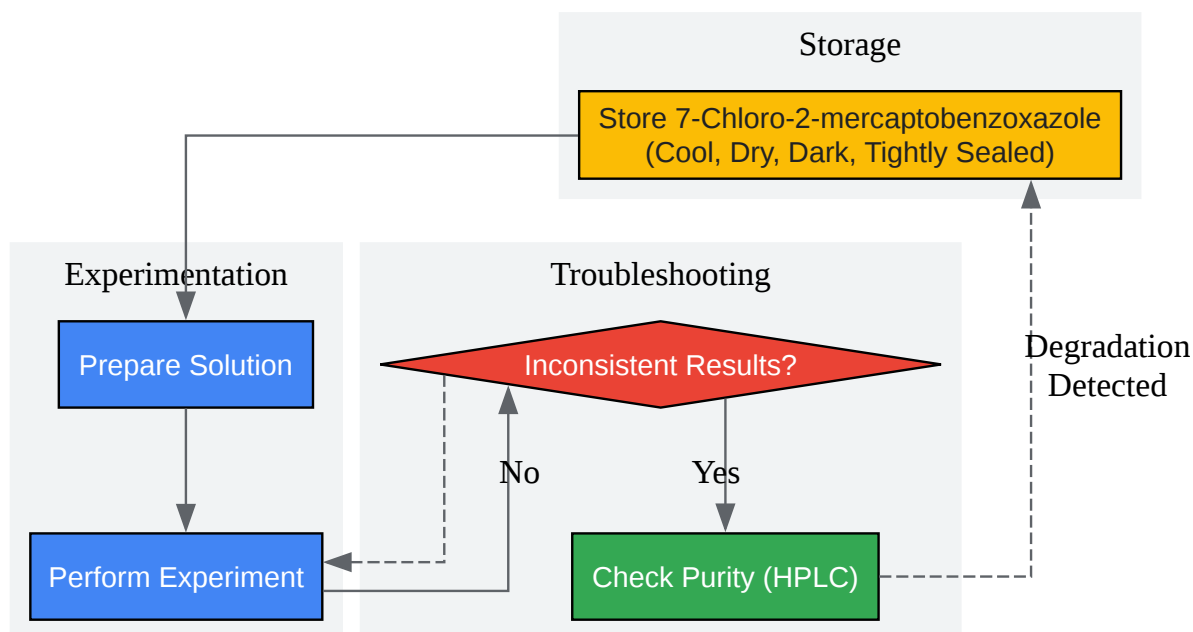 Storage
Store 7-Chloro-2-mercaptobenzoxazole
(Cool, Dry, Dark, Tightly Sealed)
Experimentation
Prepare Solution
Perform Experiment
Troubleshooting
Inconsistent Results?
No
Yes
Check Purity (HPLC)
Degradation
Detected